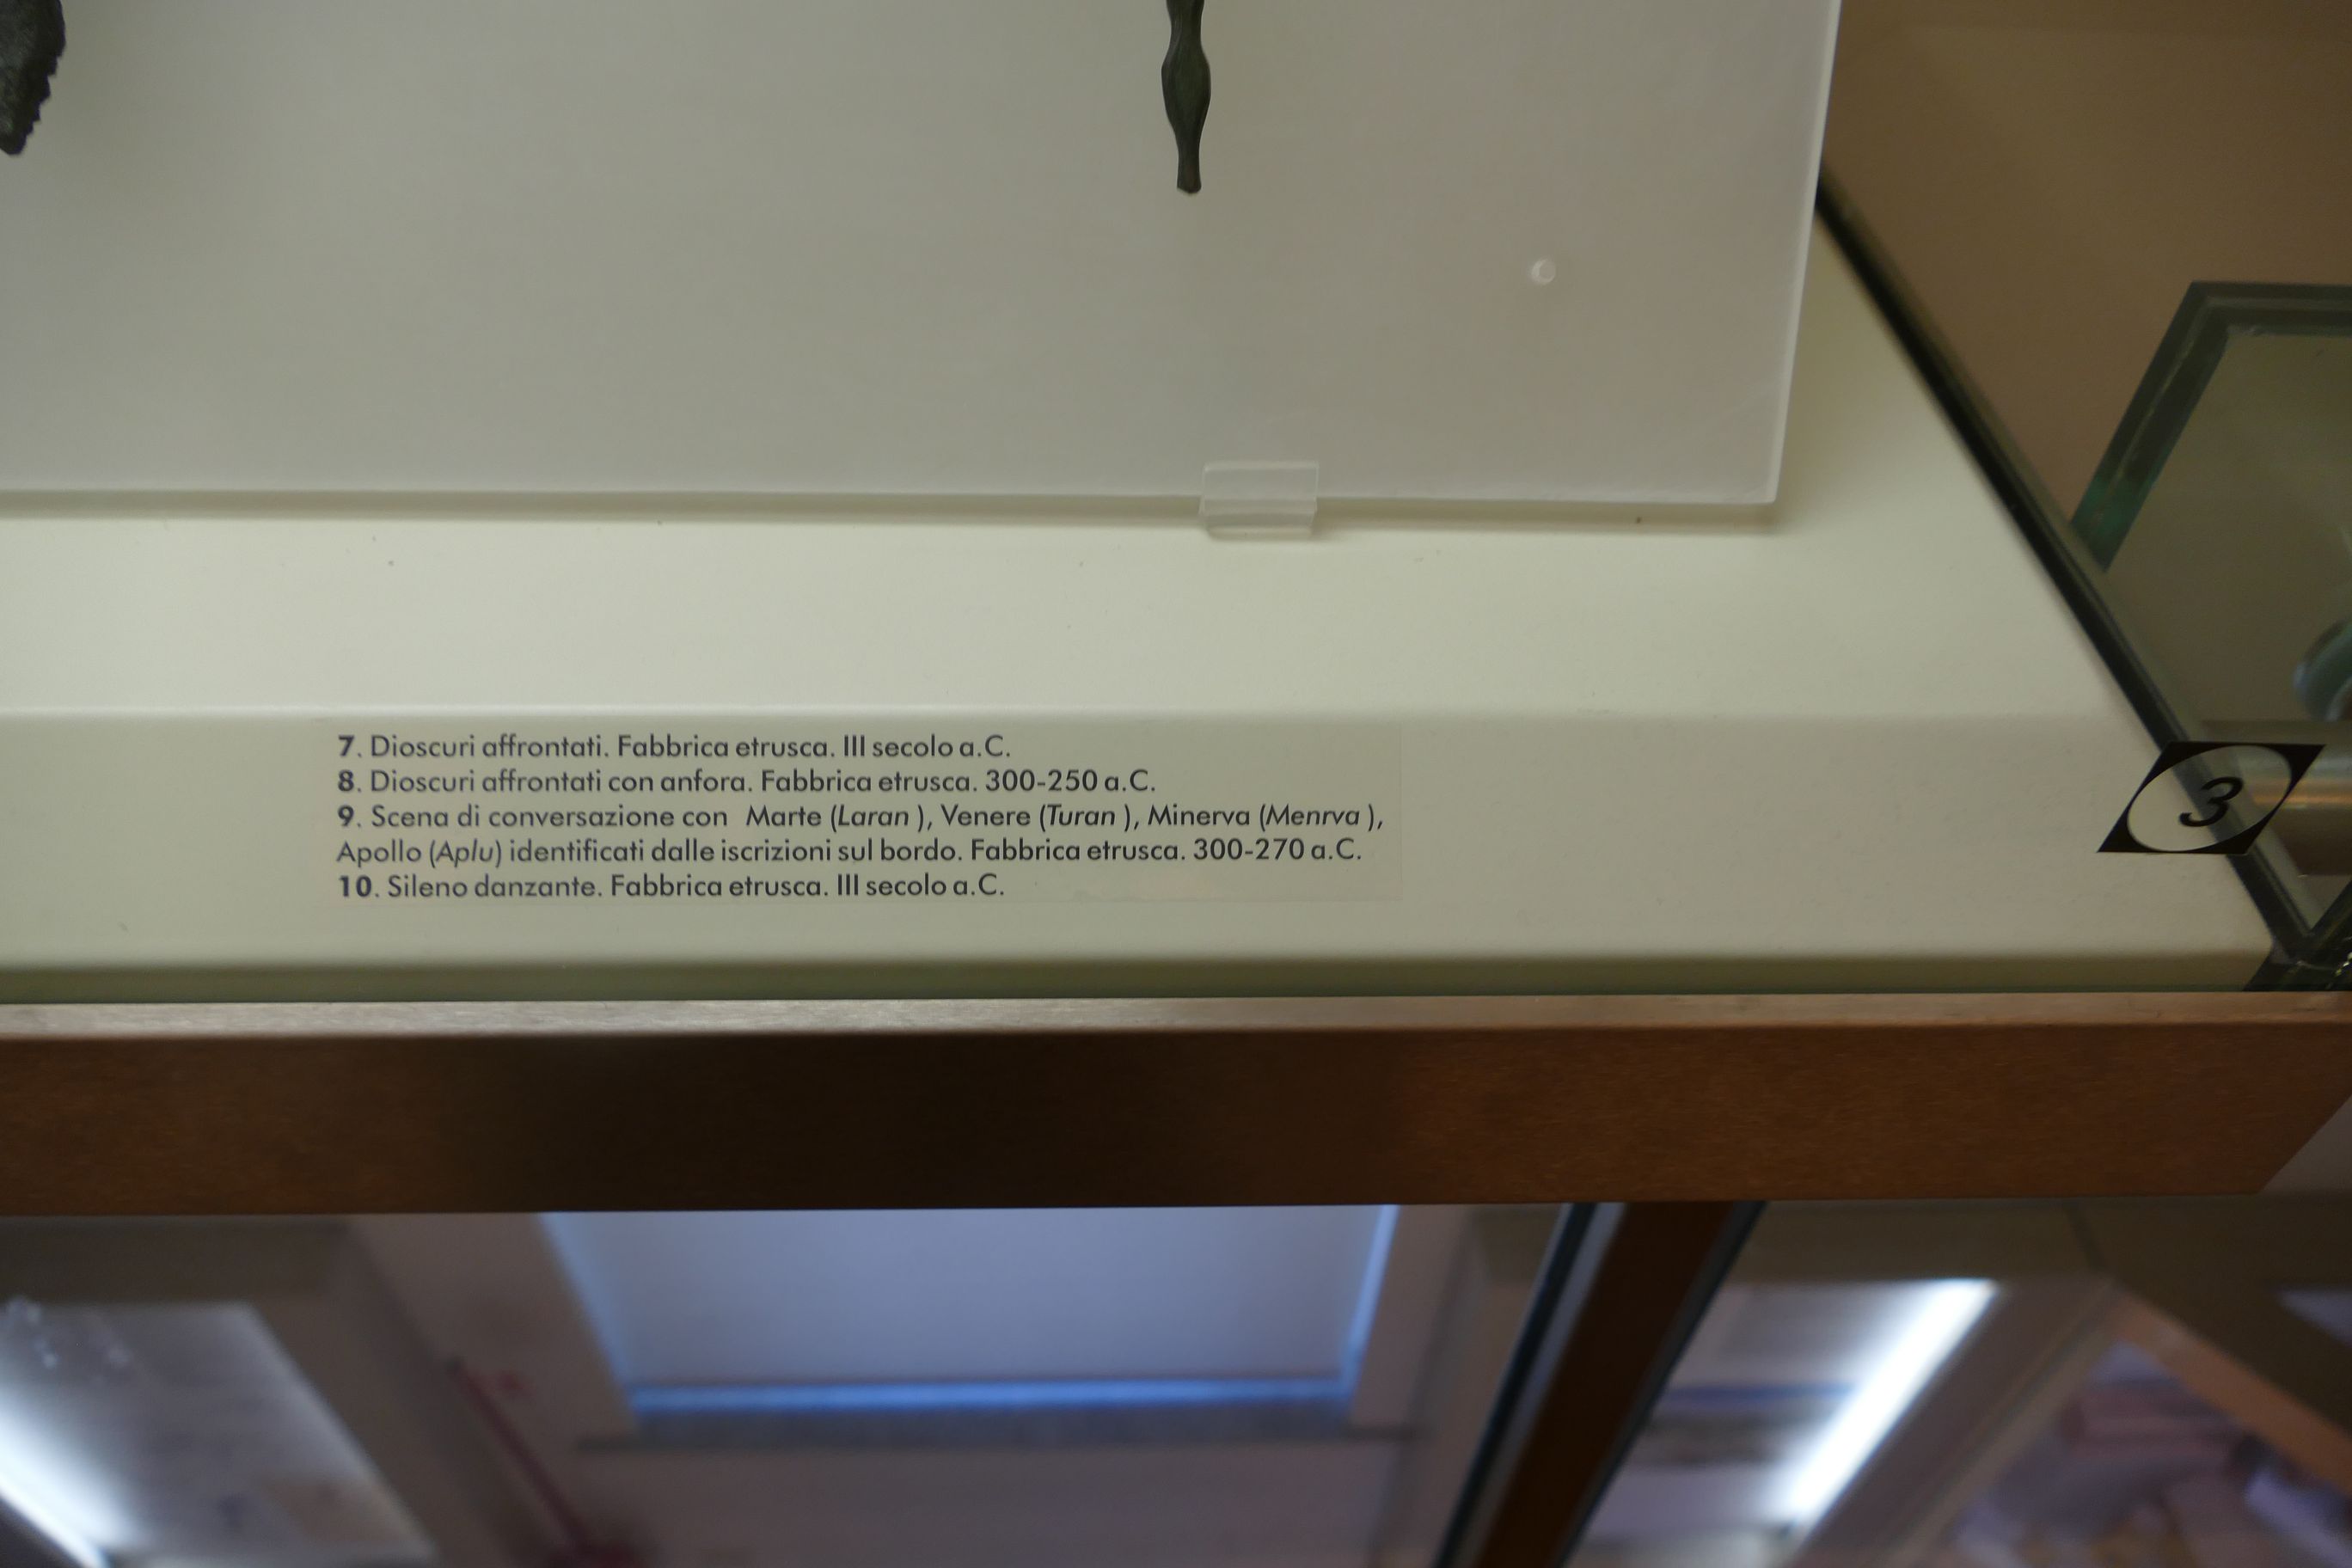 7. Dioscuri affrontati. Fabbrica etrusca. III secolo a.C.
8. Dioscuri affrontati con anfora. Fabbrica etrusca. 300-250 a.C.
9. Scena di conversazione con Marte (Laran ), Venere (Turan ), Minerva (Menrva ),
Apollo (Aplu) identificati dalle iscrizioni sul bordo. Fabbrica etrusca. 300-270 a.C.
10. Sileno danzante. Fabbrica etrusca. III secolo a.C.
3